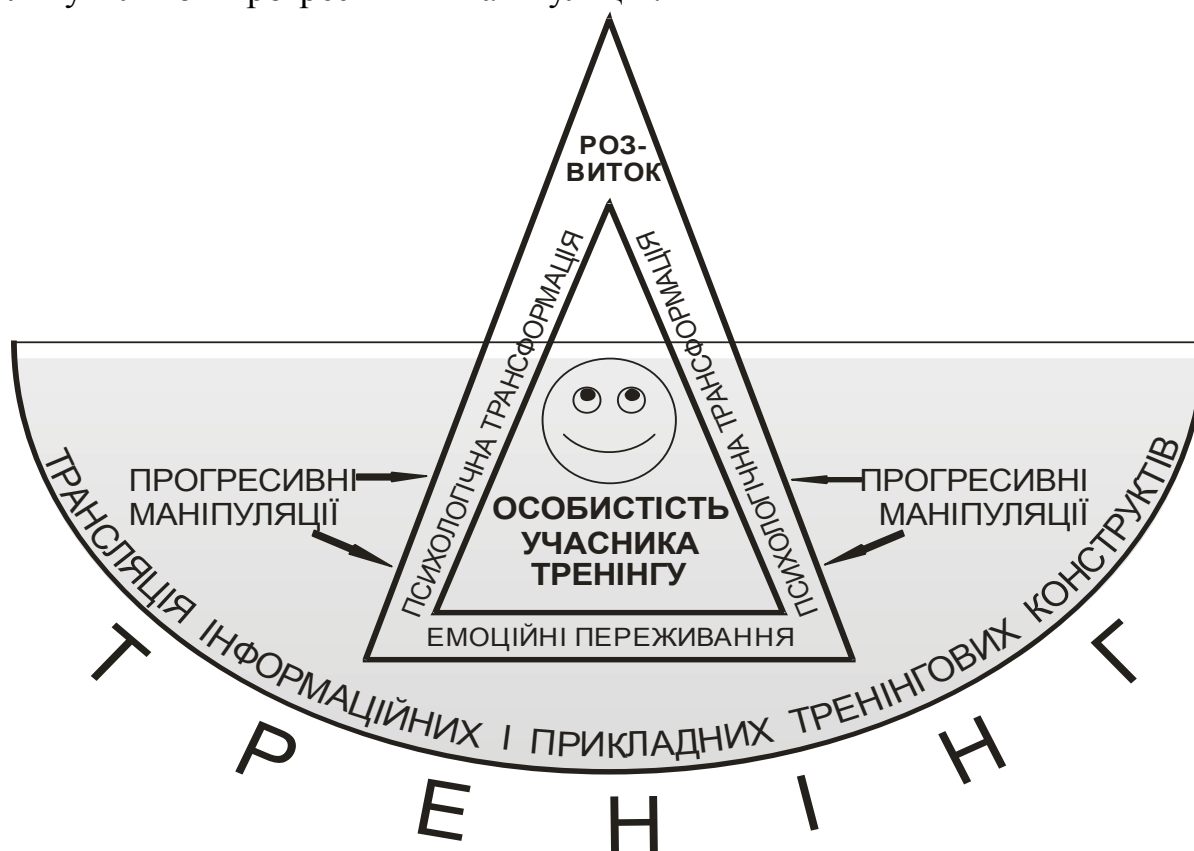 РОЗ-
ВИТОК
ПСИХОЛОГІЧНА ТРАНСФОРМАЦІЯ
ПСИХОЛОГІЧНА ТРАНСФОРМАЦІЯ
ПРОГРЕСИВНІ
МАНІПУЛЯЦІЇ
ПРОГРЕСИВНІ
МАНІПУЛЯЦІЇ
ОСОБИСТІСТЬ
УЧАСНИКА
ТРЕНІНГУ
ЕМОЦІЙНІ ПЕРЕЖИВАННЯ
ТРАНСЛЯЦІЯ ІНФОРМАЦІЙНИХ І ПРИКЛАДНИХ ТРЕНІНГОВИХ КОНСТРУКТІВ
ТРЕНІНГ